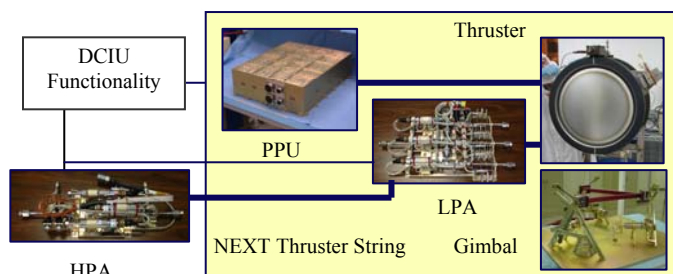 Thruster
DCIU
Functionality
PPU
LPA
NEXT Thruster String
Gimbal
HPA